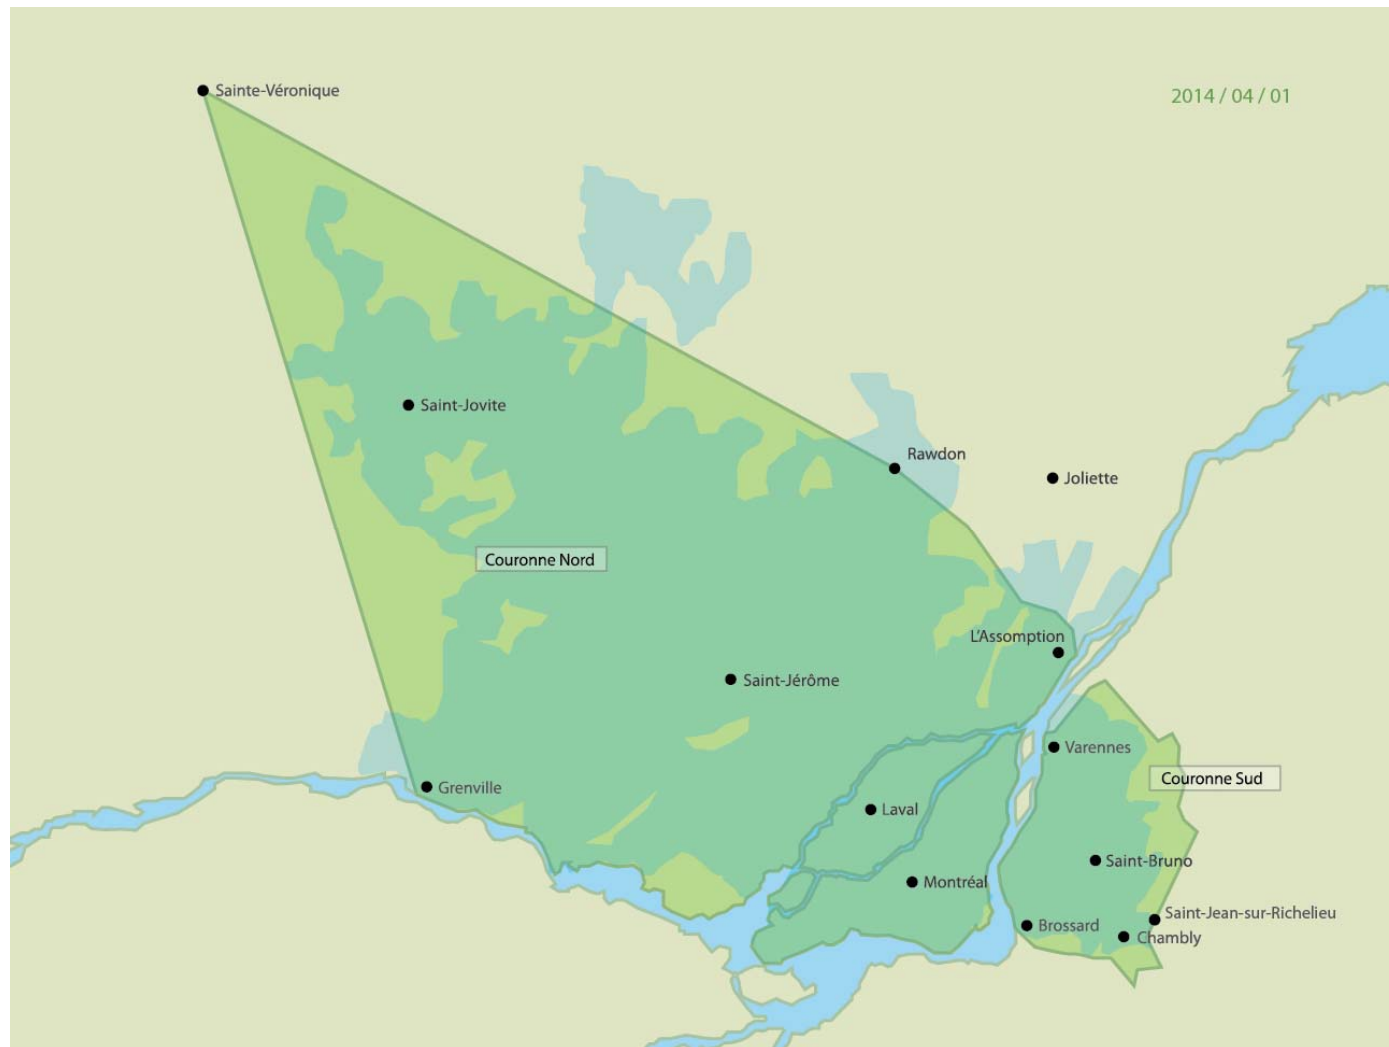 Sainte-Véronique
2014 / 04 / 01
Saint-Jovite
Rawdon
Joliette
Couronne Nord
L'Assomption
Saint-Jérôme
Varennes
Couronne Sud
Grenville
Laval
Saint-Bruno
Montréal
Saint-Jean-sur-Richelieu
Brossard
Chambly